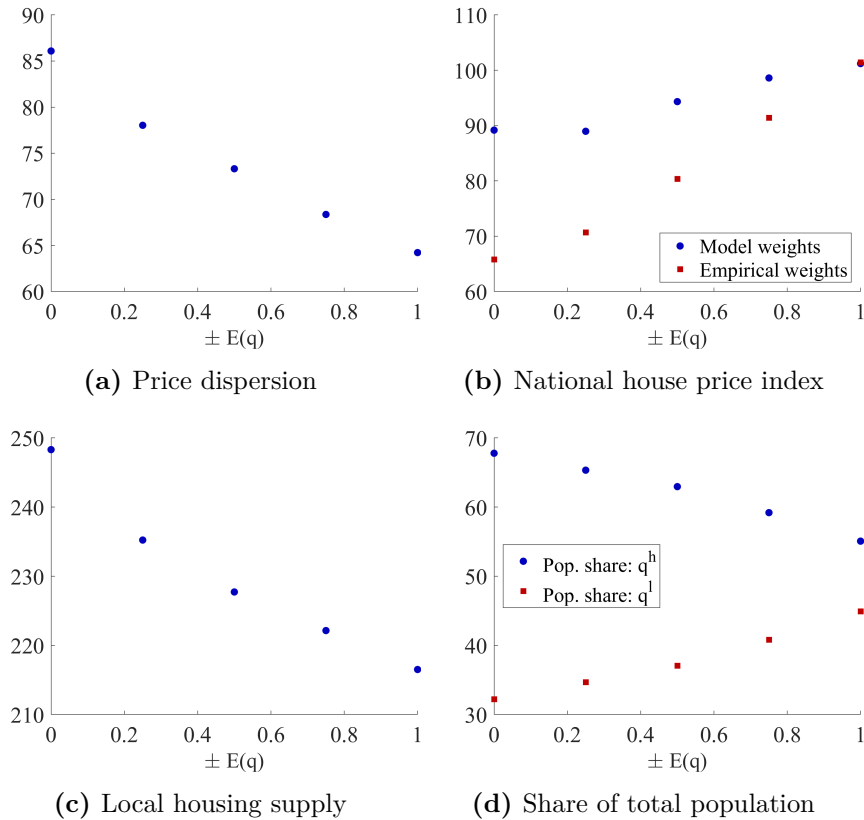 90
85
80
75
70
65
60
0 0.2 0.4 0.6 0.8 1
± E(q)
(a) Price dispersion
110
100
90
80
70
60
Model weights
Empirical weights
0 0.2 0.4 0.6 0.8 1
± E(q)
(b) National house price index
250
240
230
220
210
0 0.2 0.4 0.6 0.8 1
± E(q)
(c) Local housing supply
70
60
50
40
30
Pop. share: q^h
Pop. share: q^l
0 0.2 0.4 0.6 0.8 1
± E(q)
(d) Share of total population